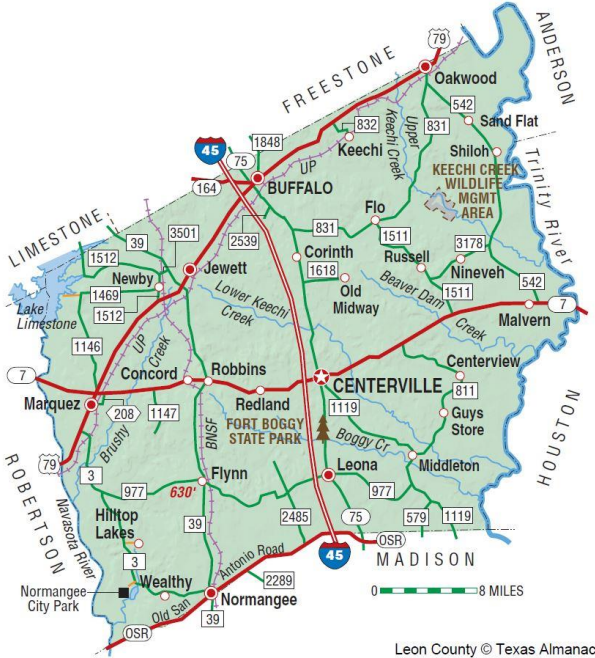 79
ANDERSON
FREESTONE
Oakwood
542
Sand Flat
1848
832
Keechi
Keechi Creek
Upper
831
45
75
UP
Shiloh
KEECHI CREEK
WILDLIFE
MGMT
AREA
Trinity River
164
BUFFALO
LIMESTONE
39
3501
2539
831
Flo
1511
3178
1512
Corinth
Russell
Newby
Jewett
1618
Nineveh
1469
Old
Midway
1511
542
1512
Lower Keechi
Creek
Beaver Dam
Creek
7
Lake
Limestone
Malvern
1146
UP
Creek
Brushy
7
Concord
Robbins
Centerview
CENTERVILLE
811
Marquez
Redland
208
1147
BNSF
1119
Guys
Store
FORT BOGGY
STATE PARK
Boggy Cr
HOUSTON
79
3
Leona
Middleton
ROBERTSON
Navasota River
977
630'
Flynn
977
Hilltop
Lakes
39
2485
75
579
1119
OSR
45
MADISON
3
Antonio Road
2289
Wealthy
0
8 MILES
Normangee
City Park
Normangee
Old San
39
OSR
Leon County © Texas Almanac